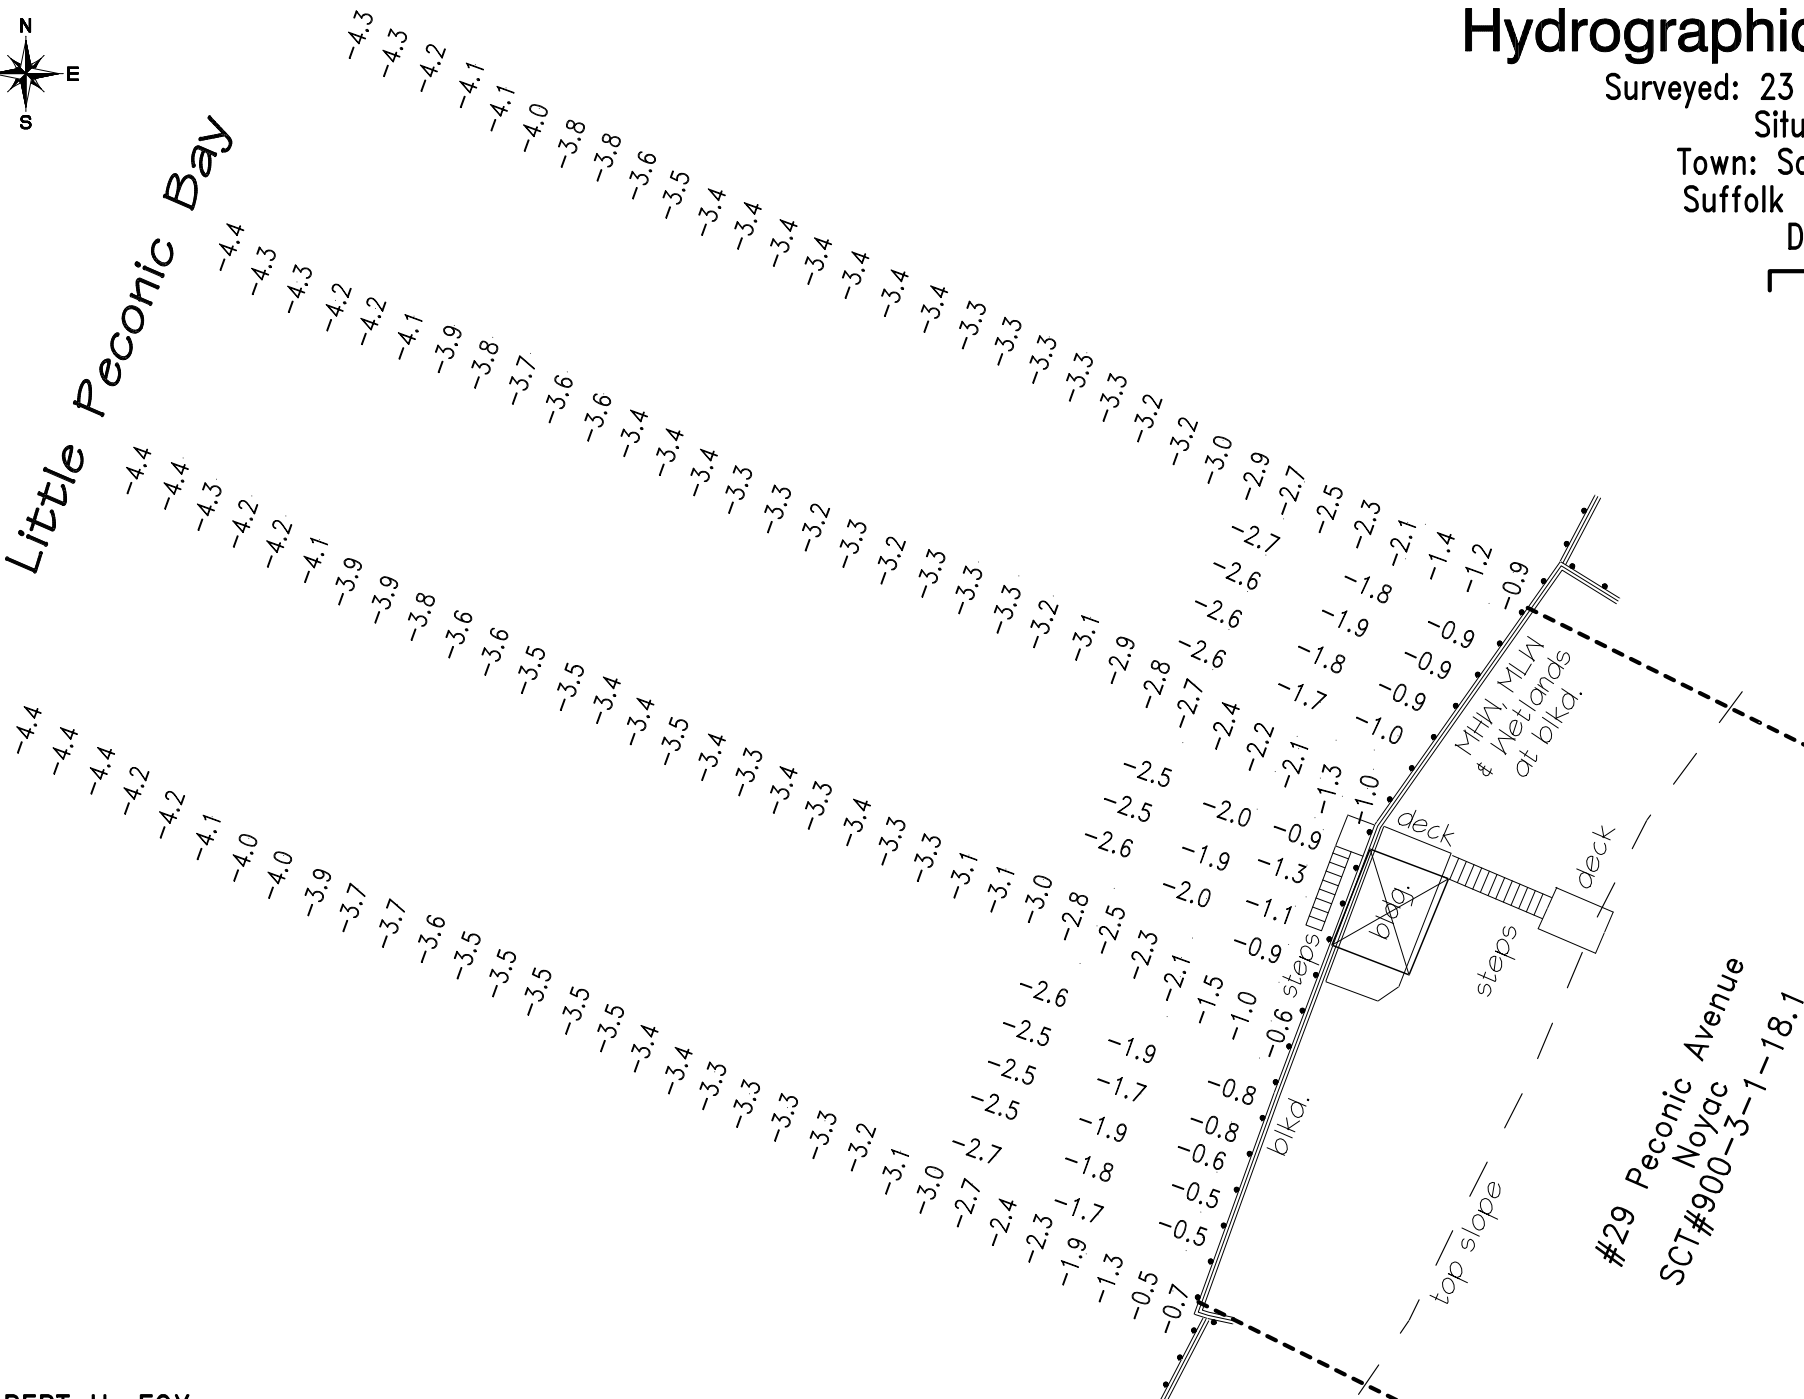 N
E
S
Hydrographic
Surveyed: 23
Situ
Town: So
Suffolk
D
Little Peconic Bay
-4.3 -4.3 -4.2 -4.1 -4.1 -4.0 -3.8 -3.8 -3.6 -3.5 -3.4 -3.4 -3.4 -3.4 -3.4 -3.4 -3.4 -3.3 -3.3 -3.3 -3.3 -3.3 -3.2 -3.2 -3.0 -2.9 -2.7 -2.5 -2.3 -2.1 -1.4 -1.2 -0.9
-2.7 -1.8 -0.9
-2.6 -1.9 -0.9
-2.6 -1.8 -0.9
-2.6 -1.7 -1.0
-4.4 -4.3 -4.3 -4.2 -4.2 -4.1 -3.9 -3.8 -3.7 -3.6 -3.6 -3.4 -3.4 -3.4 -3.3 -3.3 -3.2 -3.3 -3.2 -3.3 -3.3 -3.3 -3.2 -3.1 -2.9 -2.8 -2.7 -2.4 -2.2 -2.1 -1.3 -1.0
-2.5 -2.0 -0.9
-2.5 -1.9 -1.3
-2.6 -2.0 -1.1
-0.9
-4.4 -4.4 -4.3 -4.2 -4.2 -4.1 -3.9 -3.9 -3.8 -3.6 -3.6 -3.5 -3.5 -3.4 -3.4 -3.5 -3.4 -3.3 -3.4 -3.3 -3.4 -3.3 -3.3 -3.1 -3.1 -3.0 -2.8 -2.5 -2.3 -2.1 -1.5 -1.0 -0.6
-2.6 -1.9 -0.8
-2.5 -1.7 -0.8
-2.5 -1.9 -0.6
-2.5 -1.8 -0.5
-2.7 -1.7 -0.5
-4.4 -4.4 -4.4 -4.2 -4.2 -4.1 -4.0 -4.0 -3.9 -3.7 -3.7 -3.6 -3.5 -3.5 -3.5 -3.5 -3.5 -3.4 -3.4 -3.3 -3.3 -3.3 -3.3 -3.2 -3.1 -3.0 -2.7 -2.4 -2.3 -1.9 -1.3 -0.5 -0.7
MHW, MLW
& Wetlands
at blkd.
deck
deck
bldg.
steps
steps
blkd.
top slope
#29 Peconic Avenue
Noyac
SCT#900-3-1-18.1